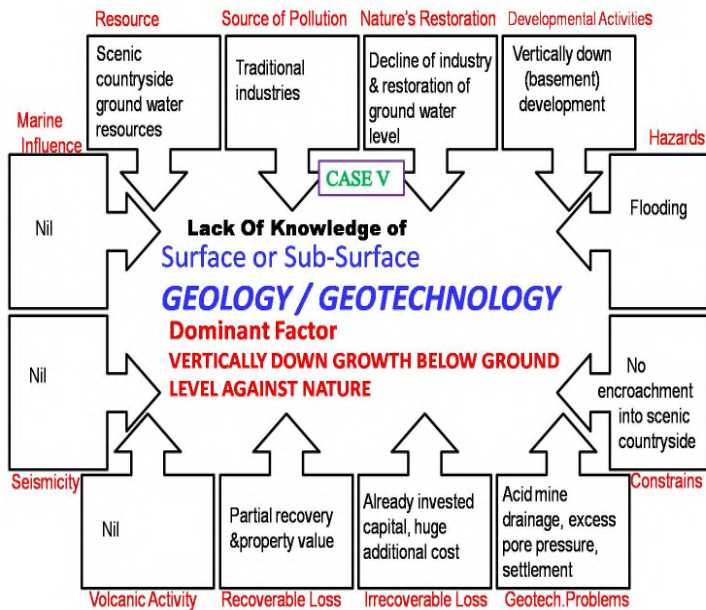 Resource
Source of Pollution
Nature's Restoration
Developmental Activities
Scenic
countryside
ground water
resources
Traditional
industries
Decline of industry
& restoration of
ground water
level
Vertically down
(basement)
development
Marine
Influence
Hazards
Nil
CASE V
Flooding
Lack Of Knowledge of
Surface or Sub-Surface
GEOLOGY / GEOTECHNOLOGY
Dominant Factor
VERTICALLY DOWN GROWTH BELOW GROUND
LEVEL AGAINST NATURE
Nil
No
encroachment
into scenic
countryside
Seismicity
Constrains
Nil
Partial recovery
&property value
Already invested
capital, huge
additional cost
Acid mine
drainage, excess
pore pressure,
settlement
Volcanic Activity
Recoverable Loss
Irrecoverable Loss
Geotech.Problems